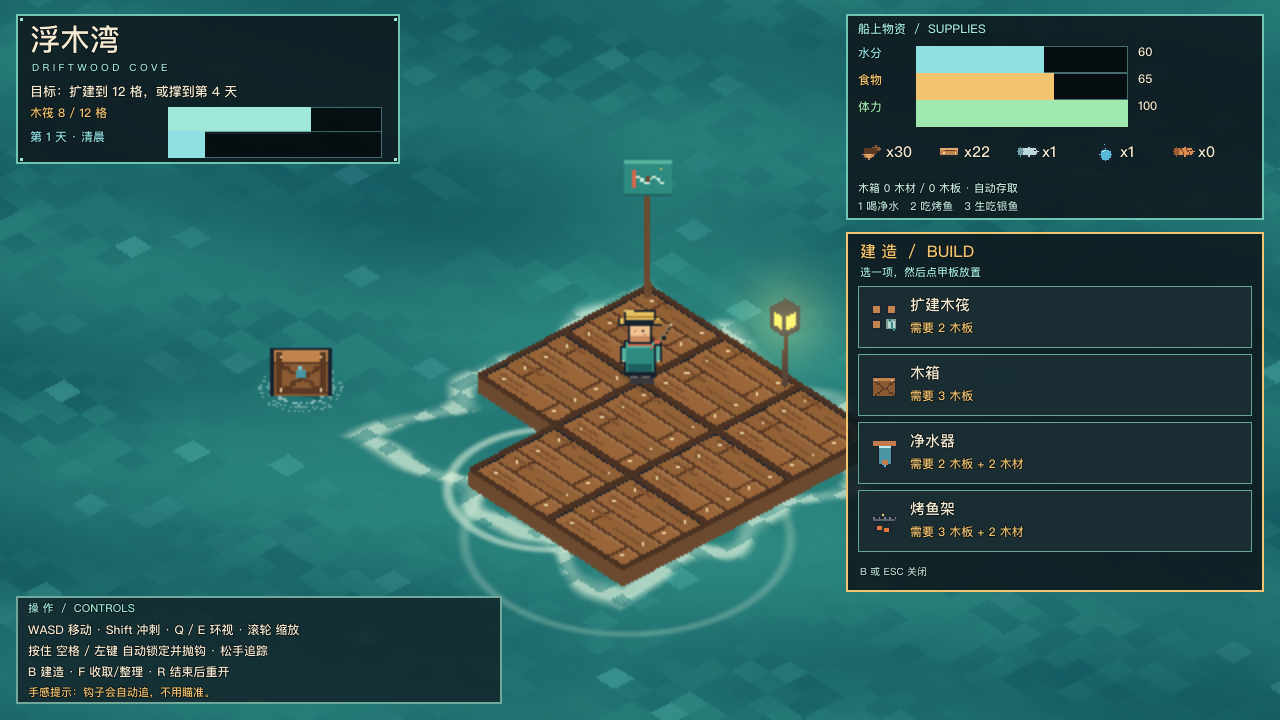 浮木湾
DRIFTWOOD COVE
目标：扩建到 12 格，或撑到第 4 天
木筏 8 / 12 格
第 1 天 · 清晨
船上物资 / SUPPLIES
水分 60
食物 65
体力 100
x30 x22 x1 x1 x0
木箱 0 木材 / 0 木板 · 自动存取
1 喝净水 2 吃烤鱼 3 生吃银鱼
建 造 / BUILD
选一项，然后点甲板放置
扩建木筏
需要 2 木板
木箱
需要 3 木板
净水器
需要 2 木板 + 2 木材
烤鱼架
需要 3 木板 + 2 木材
B 或 ESC 关闭
操 作 / CONTROLS
WASD 移动 · Shift 冲刺 · Q / E 环视 · 滚轮 缩放
按住 空格 / 左键 自动锁定并抛钩 · 松手追踪
B 建造 · F 收取/整理 · R 结束后重开
手感提示：钩子会自动追，不用瞄准。